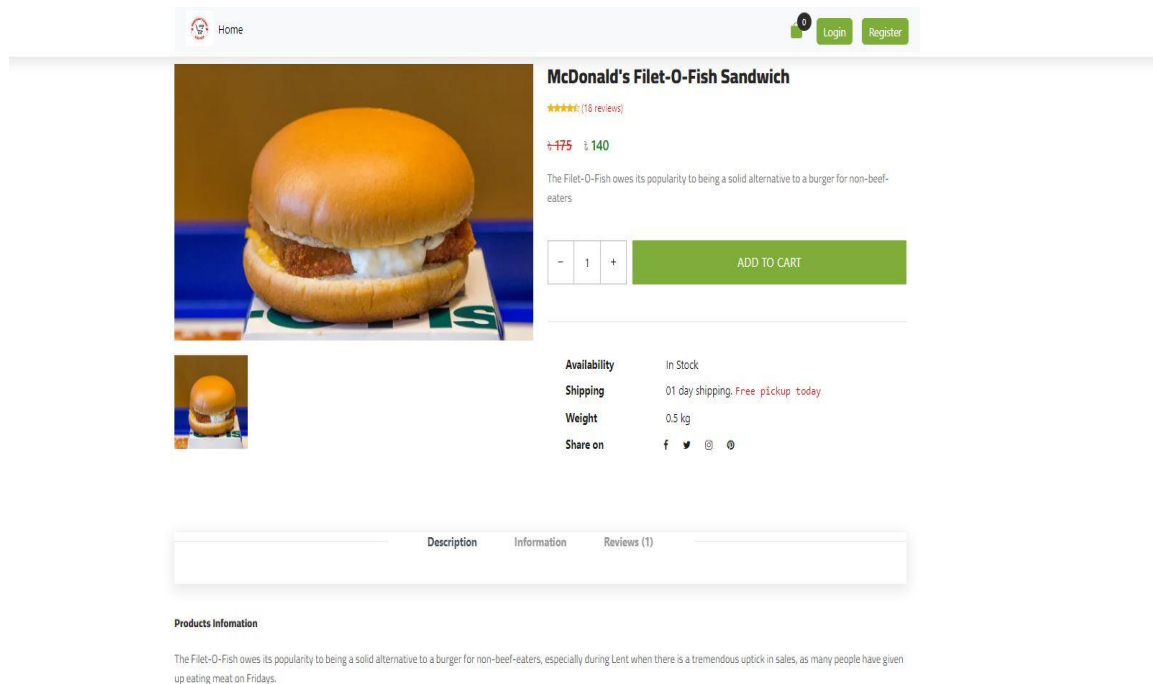 Home
0
Login
Register
McDonald's Filet-O-Fish Sandwich
(18 reviews)
৳ 175 ৳ 140
The Filet-O-Fish owes its popularity to being a solid alternative to a burger for non-beef-
eaters
- 1 +
ADD TO CART
Availability In Stock
Shipping 01 day shipping. Free pickup today
Weight 0.5 kg
Share on
Description Information Reviews (1)
Products Infomation
The Filet-O-Fish owes its popularity to being a solid alternative to a burger for non-beef-eaters, especially during Lent when there is a tremendous uptick in sales, as many people have given
up eating meat on Fridays.